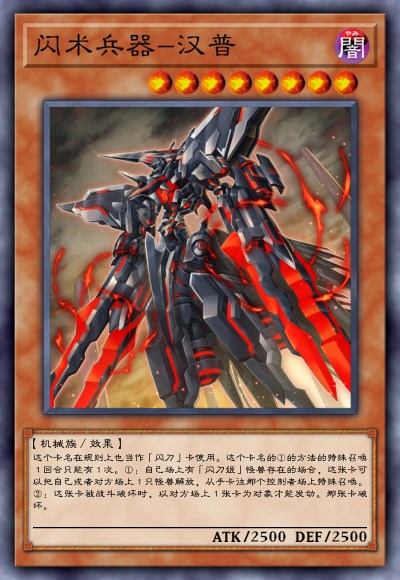 闪术兵器-汉普
やみ
闇
【机械族／效果】
这个卡名在规则上也当作「闪刀」卡使用。这个卡名的①的方法的特殊召唤
1回合只能有1次。①：自己场上有「闪刀姬」怪兽存在的场合，这张卡可
以把自己或者对方场上1只怪兽解放，从手卡往那个控制者场上特殊召唤。
②：这张卡被战斗破坏时，以对方场上1张卡为对象才能发动。那张卡破
坏。
ATK/2500 DEF/2500